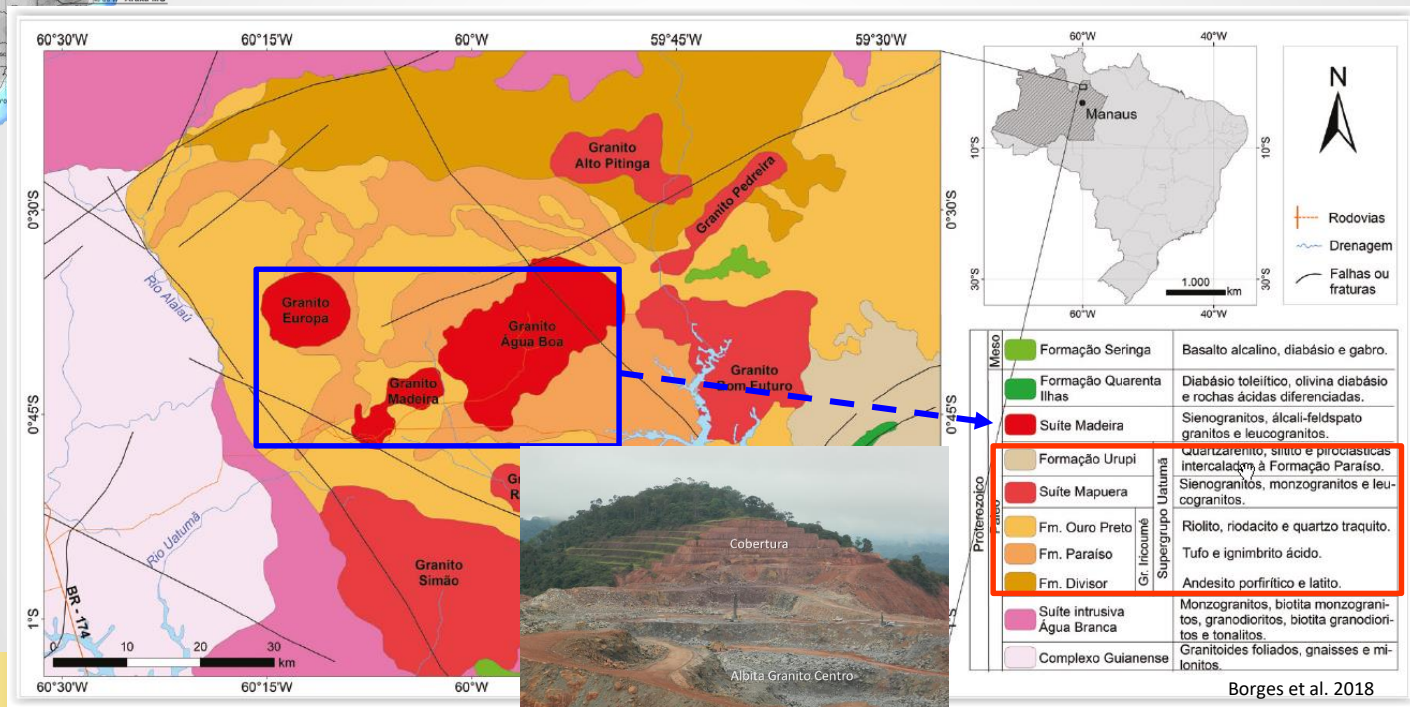 60°30'W 60°15'W 60°W 59°45'W 59°30'W
0°30'S
0°45'S
1°S
Granito
Alto Pitinga
Granito Pedreira
Granito
Europa
Granito
Água Boa
Granito
Madeira
Granito
Bom Futuro
Granito
Simão
Rio Alalaú
Rio Uatumã
BR - 174
0 10 20 30
km
60°30'W 60°15'W 60°W
0°30'S
0°45'S
Cobertura
Albita Granito Centro
60°W 40°W
Manaus
10°S
30°S
10°S
30°S
1.000
km
60°W 40°W
N
Rodovias
Drenagem
Falhas ou
fraturas
Proterozoico
Meso
Paleo
Formação Seringa Basalto alcalino, diabásio e gabro.
Formação Quarenta Diabásio toleiítico, olivina diabásio
Ilhas e rochas ácidas diferenciadas.
Suíte Madeira Sienogranitos, álcali-feldspato
granitos e leucogranitos.
Formação Urupi Quartzarenito, siltito e piroclásticas
à Formação Paraíso.
Suíte Mapuera Sienogranitos, monzogranitos e leu-
cogranitos.
Supergrupo Uatumã
Gr. Iricoumé
Fm. Ouro Preto Riolito, riodacito e quartzo traquito.
Fm. Paraíso Tufo e ignimbrito ácido.
Fm. Divisor Andesito porfirítico e latito.
Suíte intrusiva Monzogranitos, biotita monzograni-
Água Branca tos, granodioritos, biotita granodiori-
tos e tonalitos.
Complexo Guianense Granitoides foliados, gnaisses e mi-
lonitos.
Borges et al. 2018